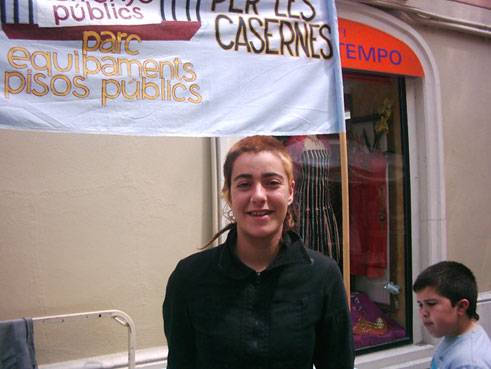 públics
parc
equipaments
pisos públics
PER LES
CASERNES
TEMPO